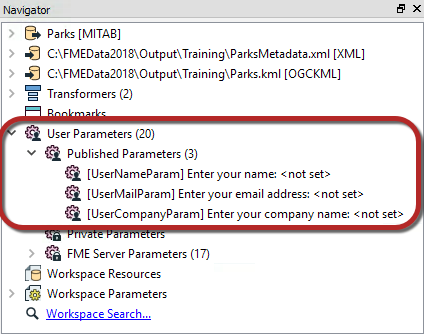 Navigator
Parks [MITAB]
C:\FMEData2018\Output\Training\ParksMetadata.xml [XML]
C:\FMEData2018\Output\Training\Parks.kml [OGCKML]
Transformers (2)
Bookmarks
User Parameters (20)
Published Parameters (3)
[UserNameParam] Enter your name: <not set>
[UserMailParam] Enter your email address: <not set>
[UserCompanyParam] Enter your company name: <not set>
Private Parameters
FME Server Parameters (17)
Workspace Resources
Workspace Parameters
Workspace Search...